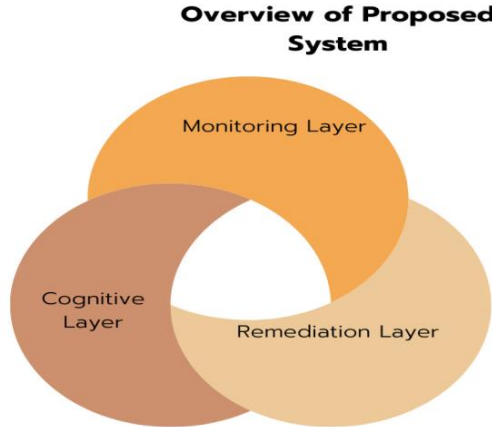 Overview of Proposed
System
Monitoring Layer
Cognitive
Layer
Remediation Layer